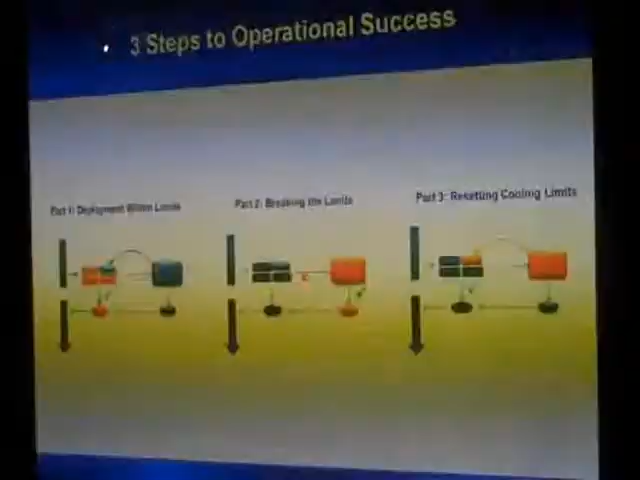 3 Steps to Operational Success
Part 1: Deployment Within Limits
Part 2: Breaking the Limits
Part 3: Resetting Cooling Limits